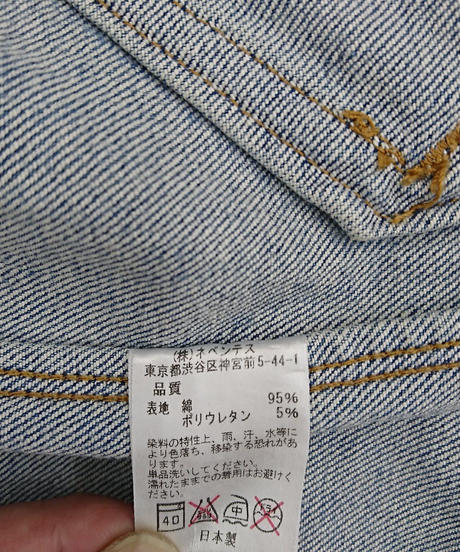 (株)ネペンテス
東京都渋谷区神宮前5-44-1
品質
表地 綿 95%
ポリウレタン 5%
染料の特性上、雨、汗、水等に
より色落ち、移染する恐れがあ
ります。
単品洗いしてください。
濡れたままでの着用はお避けく
ださい。
40 中 ドライ
日本製